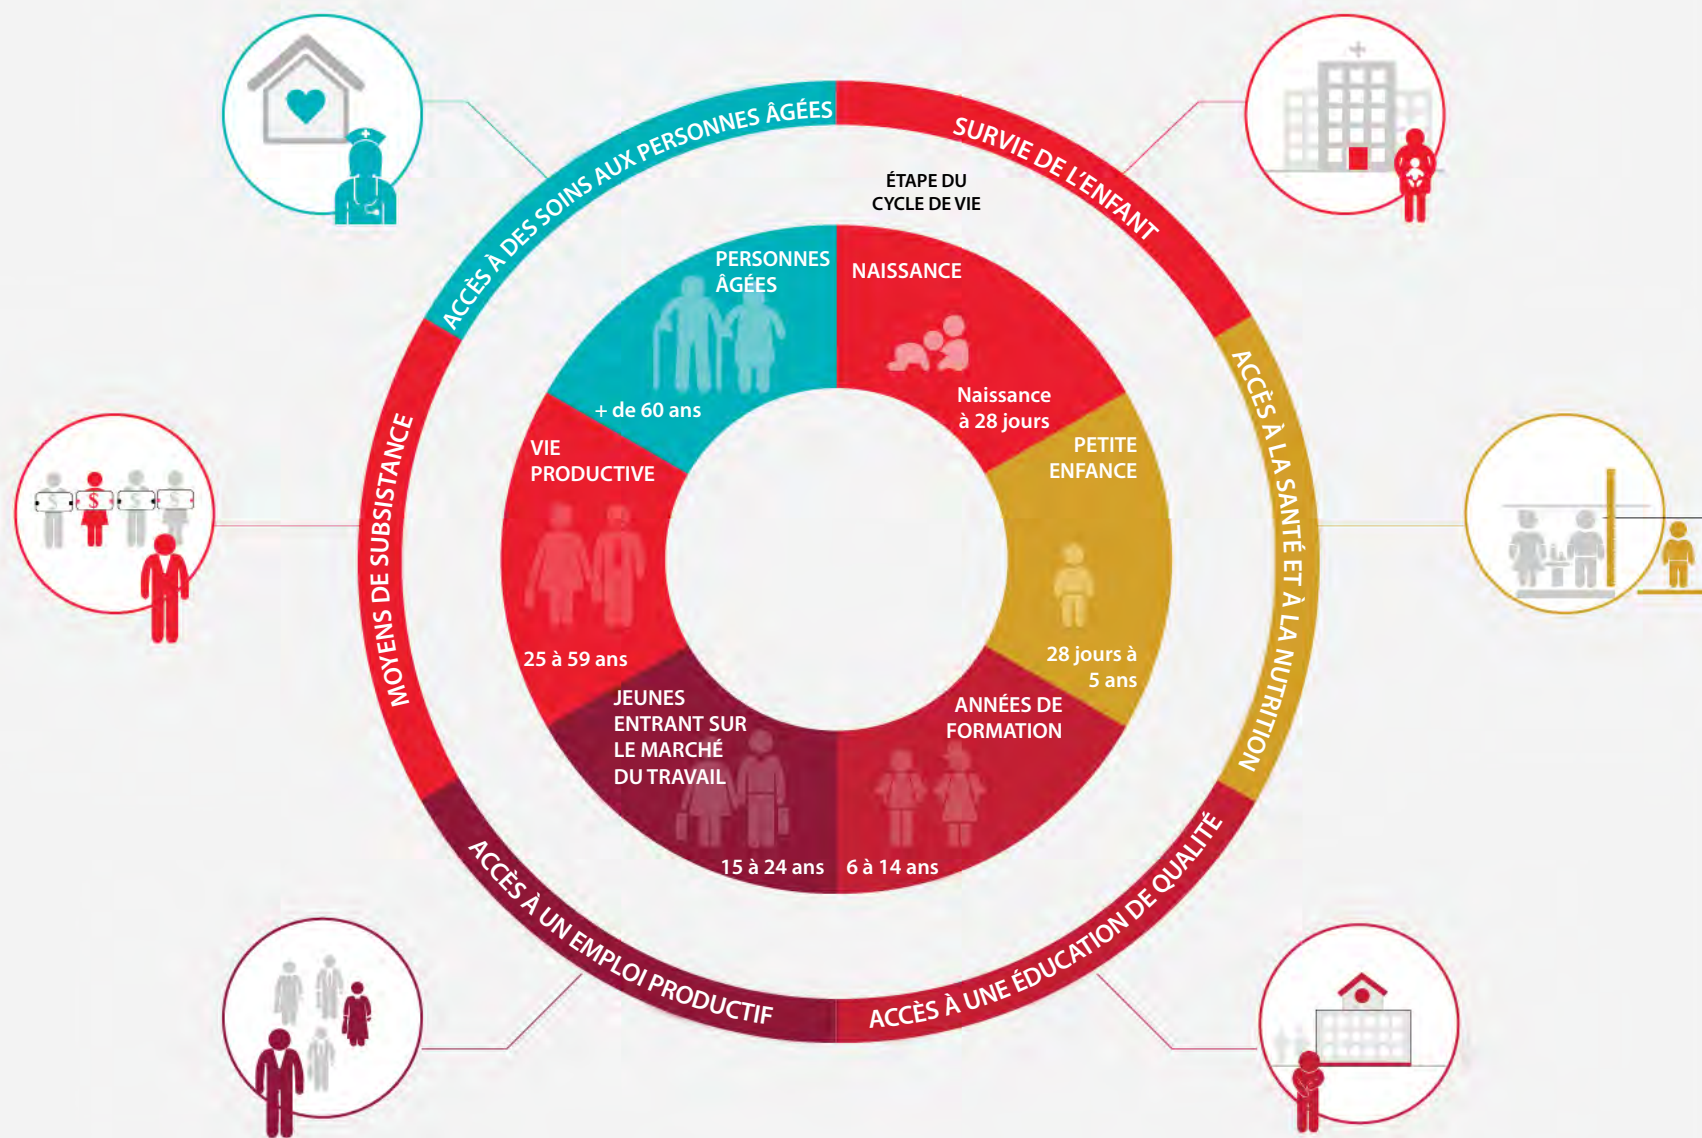 ÉTAPE DU
CYCLE DE VIE
SURVIE DE L'ENFANT
NAISSANCE
Naissance
à 28 jours
ACCÈS À LA SANTÉ ET À LA NUTRITION
PETITE
ENFANCE
28 jours à
5 ans
ACCÈS À UNE ÉDUCATION DE QUALITÉ
ANNÉES DE
FORMATION
6 à 14 ans
ACCÈS À UN EMPLOI PRODUCTIF
JEUNES
ENTRANT SUR
LE MARCHÉ
DU TRAVAIL
15 à 24 ans
MOYENS DE SUBSISTANCE
VIE
PRODUCTIVE
25 à 59 ans
ACCÈS À DES SOINS AUX PERSONNES ÂGÉES
PERSONNES
ÂGÉES
+ de 60 ans
$ $ $ $